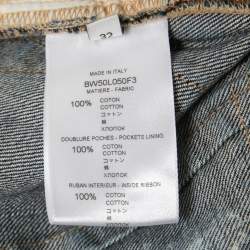 32
MADE IN ITALY
BW50L050F3
MATIERE - FABRIC
100% COTON
COTTON
コットン
棉
ХЛОПОК
DOUBLURE POCHES - POCKETS LINING
100% COTON
COTTON
コットン
棉
ХЛОПОК
RUBAN INTERIEUR - INSIDE RIBBON
100% COTON
COTTON
コットン
棉
ХЛОПОК